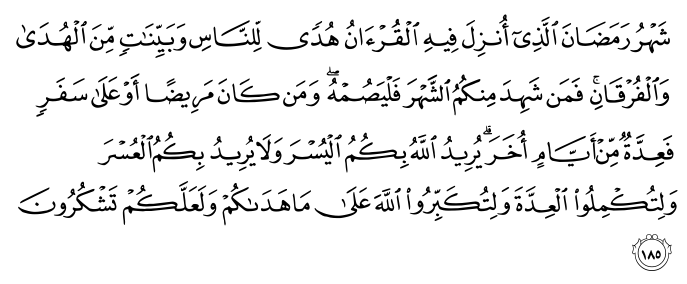 شَهۡرُ رَمَضَانَ ٱلَّذِيٓ أُنزِلَ فِيهِ ٱلۡقُرۡءَانُ هُدٗى لِّلنَّاسِ وَبَيِّنَٰتٖ مِّنَ ٱلۡهُدَىٰ
وَٱلۡفُرۡقَانِۚ فَمَن شَهِدَ مِنكُمُ ٱلشَّهۡرَ فَلۡيَصُمۡهُۖ وَمَن كَانَ مَرِيضًا أَوۡ عَلَىٰ سَفَرٖ
فَعِدَّةٞ مِّنۡ أَيَّامٍ أُخَرَۗ يُرِيدُ ٱللَّهُ بِكُمُ ٱلۡيُسۡرَ وَلَا يُرِيدُ بِكُمُ ٱلۡعُسۡرَ
وَلِتُكۡمِلُواْ ٱلۡعِدَّةَ وَلِتُكَبِّرُواْ ٱللَّهَ عَلَىٰ مَا هَدَىٰكُمۡ وَلَعَلَّكُمۡ تَشۡكُرُونَ
١٨٥